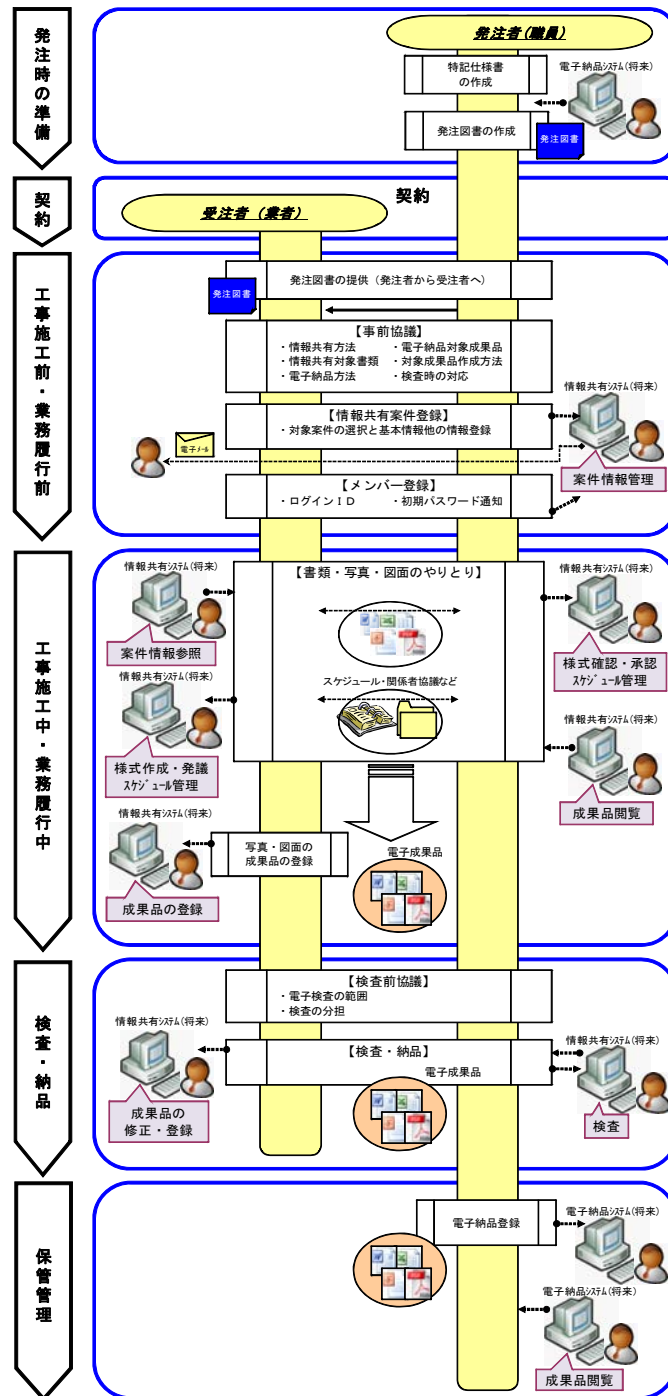 発注時の準備
発注者(職員)
特記仕様書
の作成
電子納品ｼｽﾃﾑ(将来)
発注図書の作成
発注図書
契約
契約
受注者（業者）
工事施工前・業務履行前
発注図書の提供（発注者から受注者へ）
発注図書
【事前協議】
・情報共有方法　・電子納品対象成果品
・情報共有対象書類　・対象成果品作成方法
・電子納品方法　・検査時の対応
情報共有ｼｽﾃﾑ(将来)
【情報共有案件登録】
・対象案件の選択と基本情報他の情報登録
電子ﾒｰﾙ
案件情報管理
【メンバー登録】
・ログインＩＤ　・初期パスワード通知
工事施工中・業務履行中
情報共有ｼｽﾃﾑ(将来)
【書類・写真・図面のやりとり】
情報共有ｼｽﾃﾑ(将来)
案件情報参照
様式確認・承認
ｽｹｼﾞｭｰﾙ管理
情報共有ｼｽﾃﾑ(将来)
スケジュール・関係者協議など
情報共有ｼｽﾃﾑ(将来)
様式作成・発議
ｽｹｼﾞｭｰﾙ管理
成果品閲覧
情報共有ｼｽﾃﾑ(将来)
写真・図面の
成果品の登録
電子成果品
PDF
成果品の登録
検査・納品
【検査前協議】
・電子検査の範囲
・検査の分担
情報共有ｼｽﾃﾑ(将来)
【検査・納品】
電子成果品
情報共有ｼｽﾃﾑ(将来)
成果品の
修正・登録
検査
保管管理
電子納品登録
電子納品ｼｽﾃﾑ(将来)
電子納品ｼｽﾃﾑ(将来)
成果品閲覧